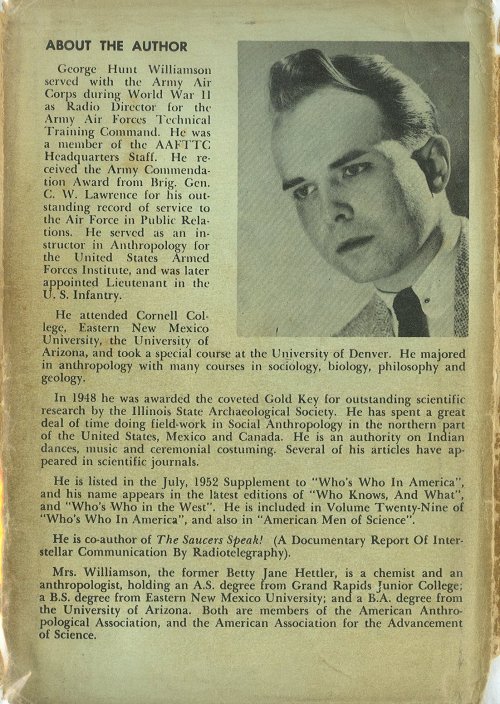 ABOUT THE AUTHOR
George Hunt Williamson
served with the Army Air
Corps during World War II
as Radio Director for the
Army Air Forces Technical
Training Command. He was
a member of the AAFTTC
Headquarters Staff. He re-
ceived the Army Commenda-
tion Award from Brig. Gen.
C. W. Lawrence for his out-
standing record of service to
the Air Force in Public Rela-
tions. He served as an in-
structor in Anthropology for
the United States Armed
Forces Institute, and was later
appointed Lieutenant in the
U. S. Infantry.
He attended Cornell Col-
lege, Eastern New Mexico
University, the University of
Arizona, and took a special course at the University of Denver. He majored
in anthropology with many courses in sociology, biology, philosophy and
geology.
In 1948 he was awarded the coveted Gold Key for outstanding scientific
research by the Illinois State Archaeological Society. He has spent a great
deal of time doing field-work in Social Anthropology in the northern part
of the United States, Mexico and Canada. He is an authority on Indian
dances, music and ceremonial costuming. Several of his articles have ap-
peared in scientific journals.
He is listed in the July, 1952 Supplement to "Who's Who In America",
and his name appears in the latest editions of "Who Knows, And What",
and "Who's Who in the West". He is included in Volume Twenty-Nine of
"Who's Who In America", and also in "American Men of Science".
He is co-author of The Saucers Speak! (A Documentary Report Of Inter-
stellar Communication By Radiotelegraphy).
Mrs. Williamson, the former Betty Jane Hettler, is a chemist and an
anthropologist, holding an A.S. degree from Grand Rapids Junior College;
a B.S. degree from Eastern New Mexico University; and a B.A. degree from
the University of Arizona. Both are members of the American Anthro-
pological Association, and the American Association for the Advancement
of Science.